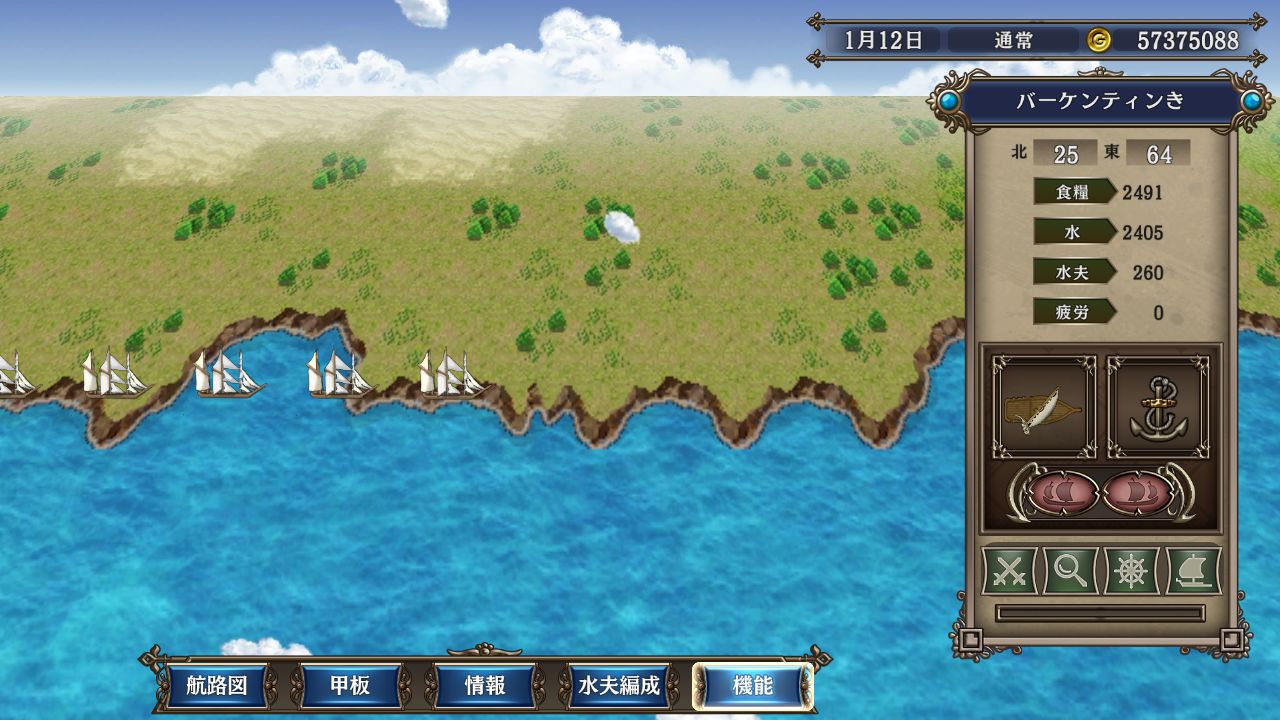 1月12日 通常 G 57375088
バーケンティンき
北 25 東 64
食糧 2491
水 2405
水夫 260
疲労 0
航路図 甲板 情報 水夫編成 機能